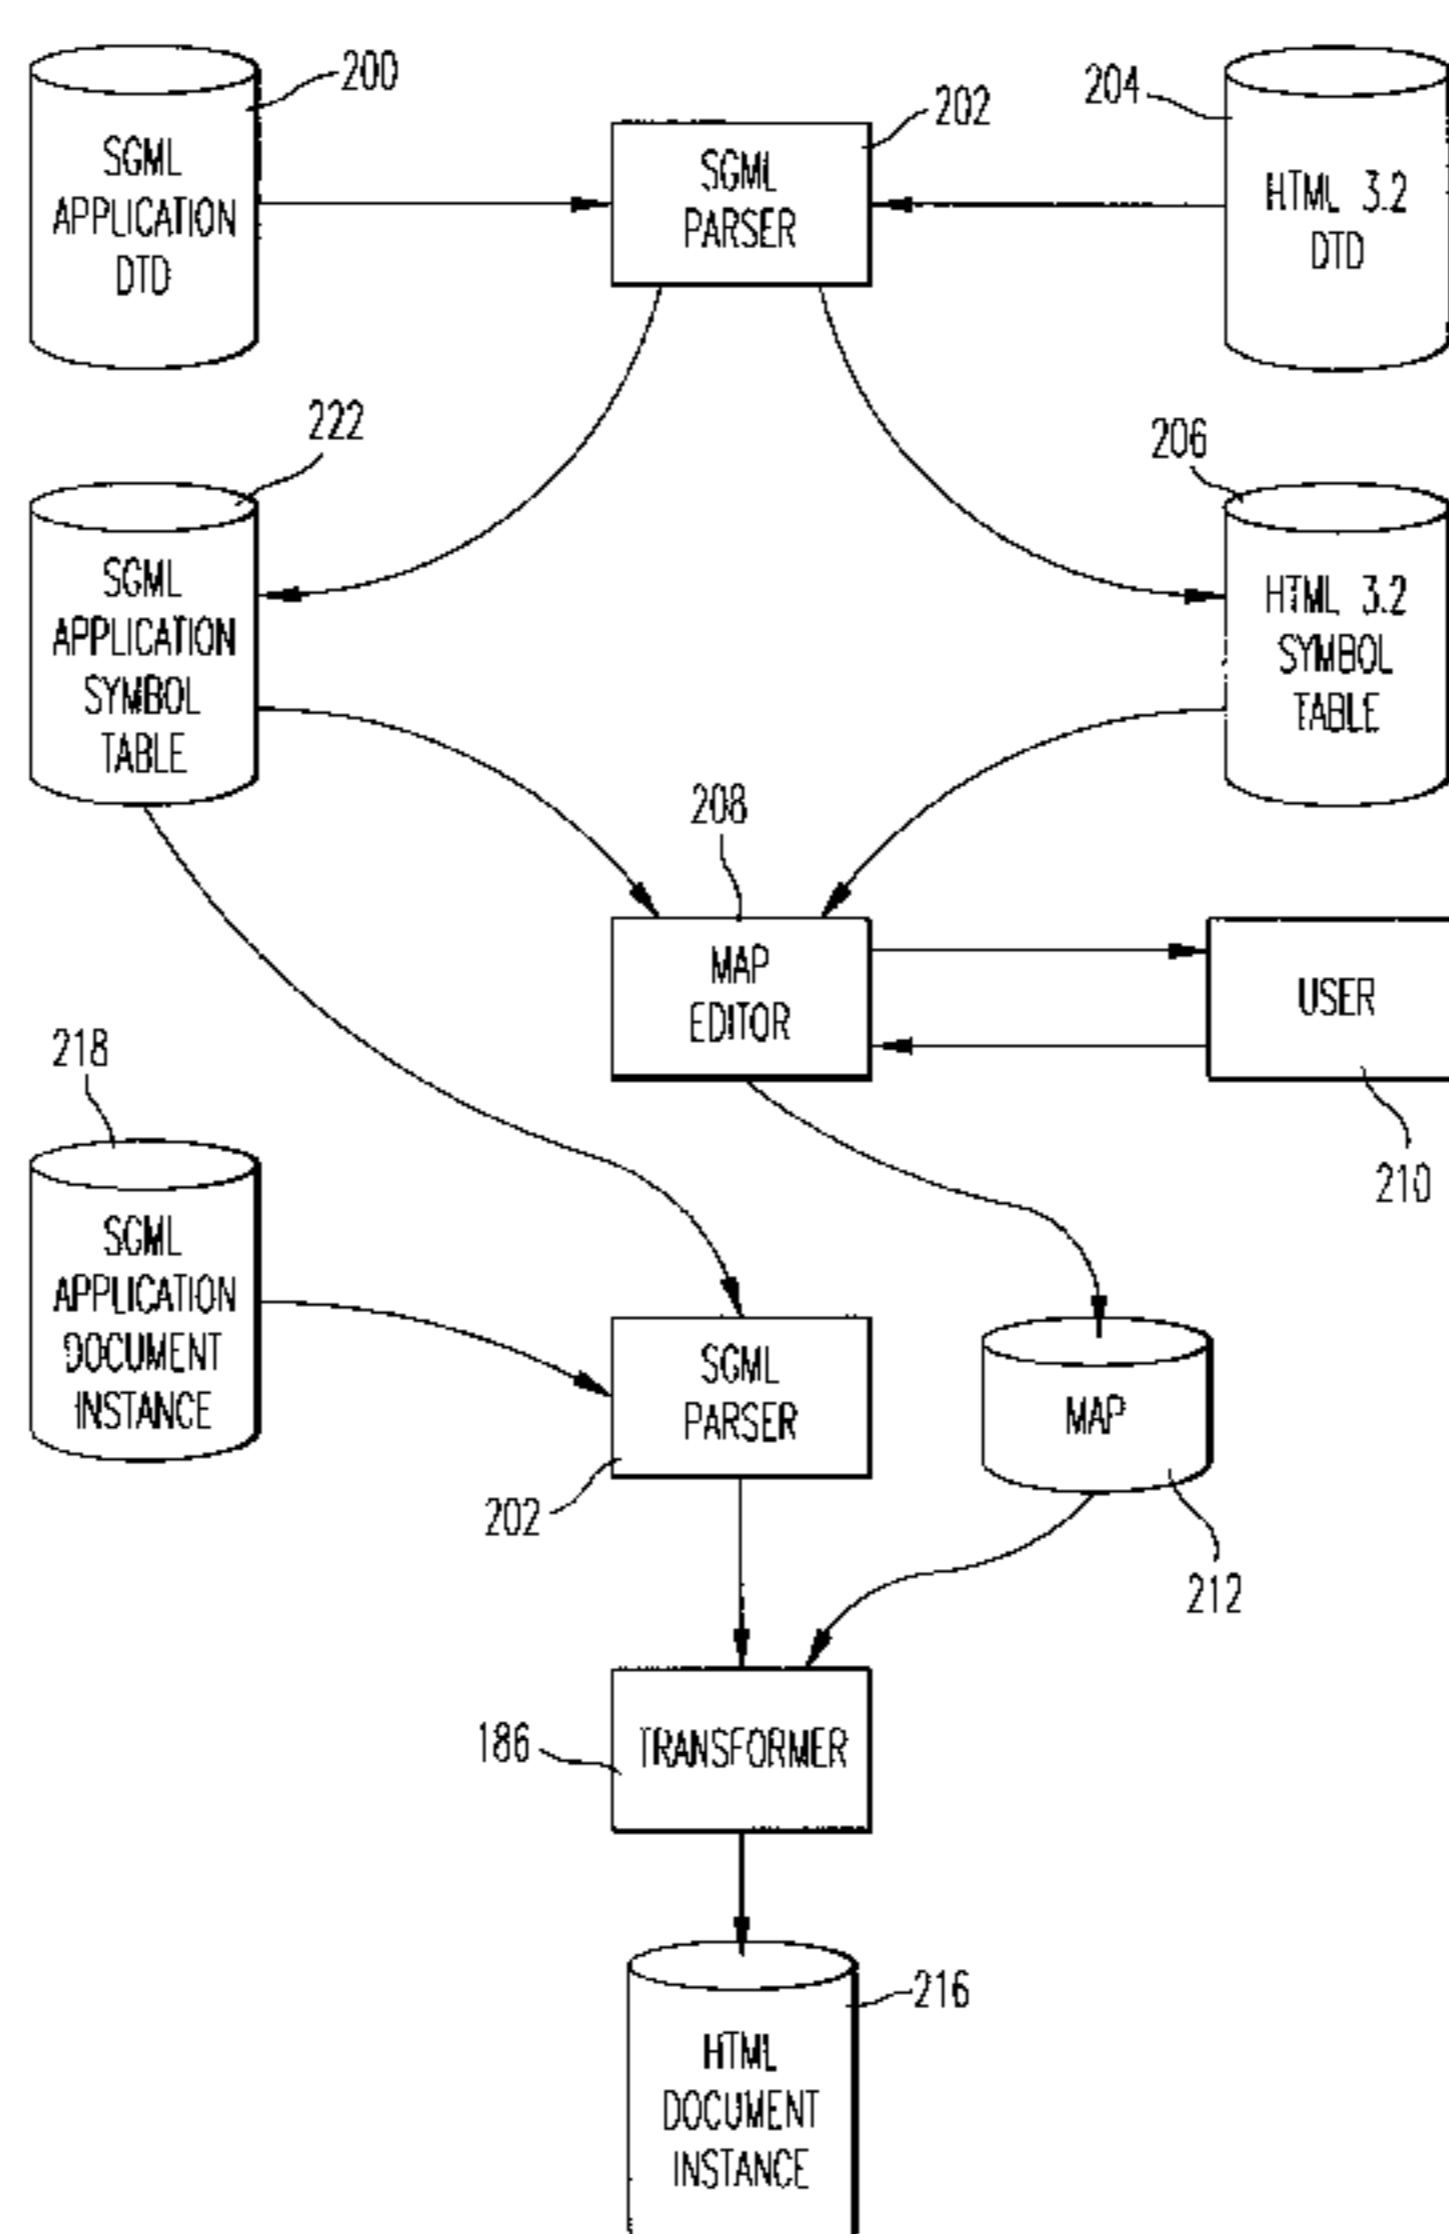 200
SGML
APPLICATION
DTD
202
SGML
PARSER
204
HTML 3.2
DTD
222
SGML
APPLICATION
SYMBOL
TABLE
206
HTML 3.2
SYMBOL
TABLE
208
MAP
EDITOR
USER
210
218
SGML
APPLICATION
DOCUMENT
INSTANCE
SGML
PARSER
202
MAP
212
186
TRANSFORMER
216
HTML
DOCUMENT
INSTANCE